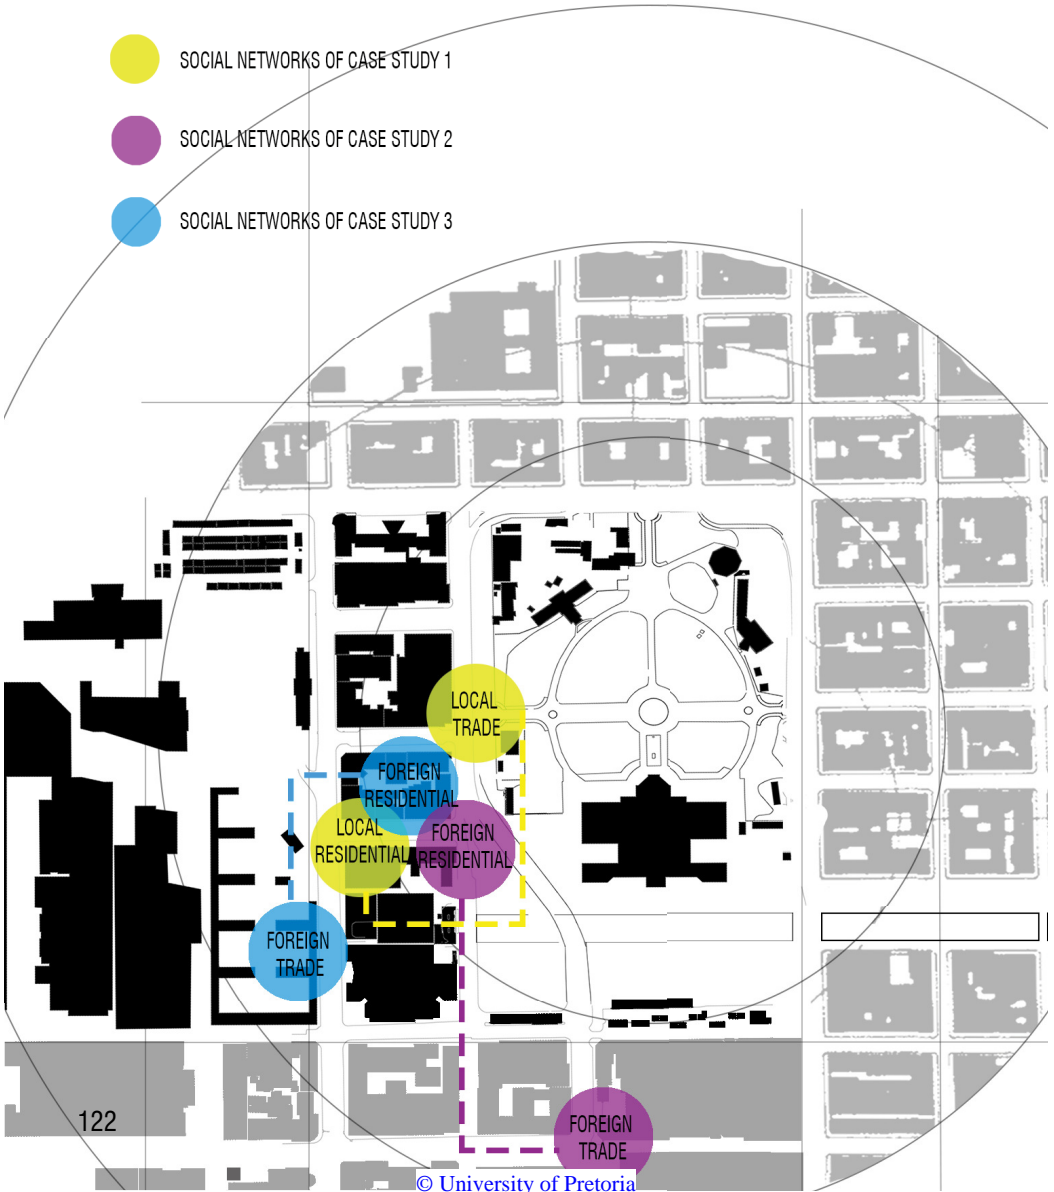 SOCIAL NETWORKS OF CASE STUDY 1
SOCIAL NETWORKS OF CASE STUDY 2
SOCIAL NETWORKS OF CASE STUDY 3
LOCAL
TRADE
FOREIGN
RESIDENTIAL
LOCAL
RESIDENTIAL
FOREIGN
RESIDENTIAL
FOREIGN
TRADE
FOREIGN
TRADE
122
© University of Pretoria